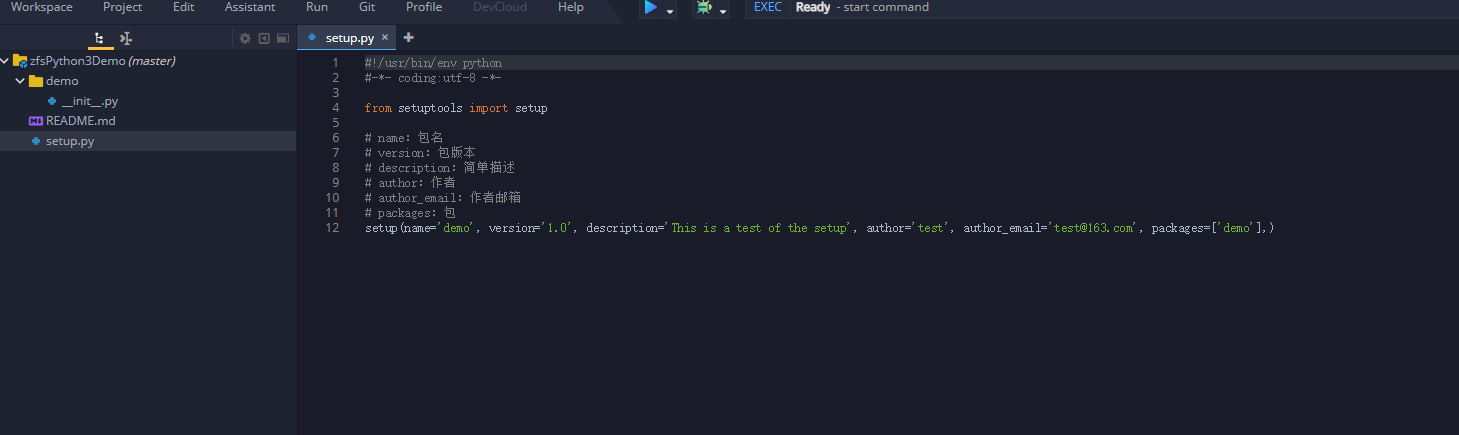 Workspace Project Edit Assistant Run Git Profile DevCloud Help EXEC Ready - start command
setup.py × +
zfsPython3Demo (master)
demo
__init__.py
README.md
setup.py
1 #!/usr/bin/env python
2 #-*- coding:utf-8 -*-
3
4 from setuptools import setup
5
6 # name: 包名
7 # version: 包版本
8 # description: 简单描述
9 # author: 作者
10 # author_email: 作者邮箱
11 # packages: 包
12 setup(name='demo', version='1.0', description='This is a test of the setup', author='test', author_email='test@163.com', packages=['demo'],)